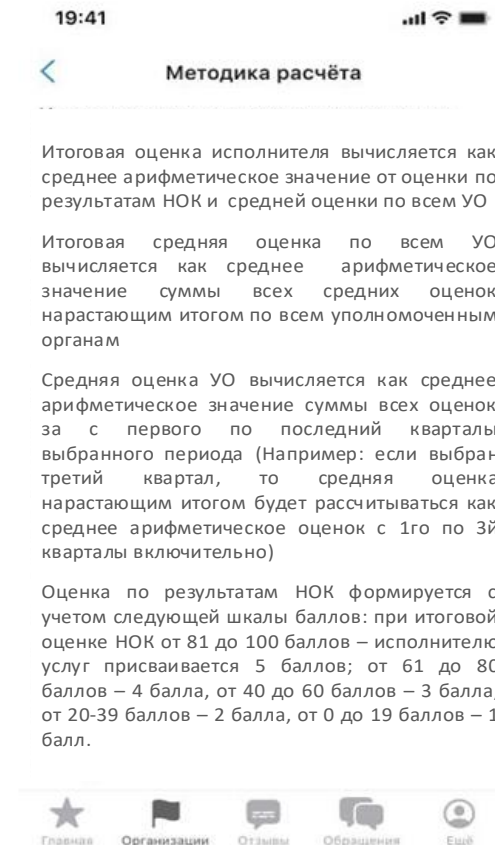 19:41
Методика расчёта
Итоговая оценка исполнителя вычисляется как
среднее арифметическое значение от оценки по
результатам НОК и средней оценки по всем УО
Итоговая средняя оценка по всем УО
вычисляется как среднее арифметическое
значение суммы всех средних оценок
нарастающим итогом по всем уполномоченным
органам
Средняя оценка УО вычисляется как среднее
арифметическое значение суммы всех оценок
за с первого по последний кварталы
выбранного периода (Например: если выбран
третий квартал, то средняя оценка
нарастающим итогом будет рассчитываться как
среднее арифметическое оценок с 1го по 3й
кварталы включительно)
Оценка по результатам НОК формируется с
учетом следующей шкалы баллов: при итоговой
оценке НОК от 81 до 100 баллов – исполнителю
услуг присваивается 5 баллов; от 61 до 80
баллов – 4 балла, от 40 до 60 баллов – 3 балла,
от 20-39 баллов – 2 балла, от 0 до 19 баллов – 1
балл.
Главная Организации Отзывы Обращения Ещё